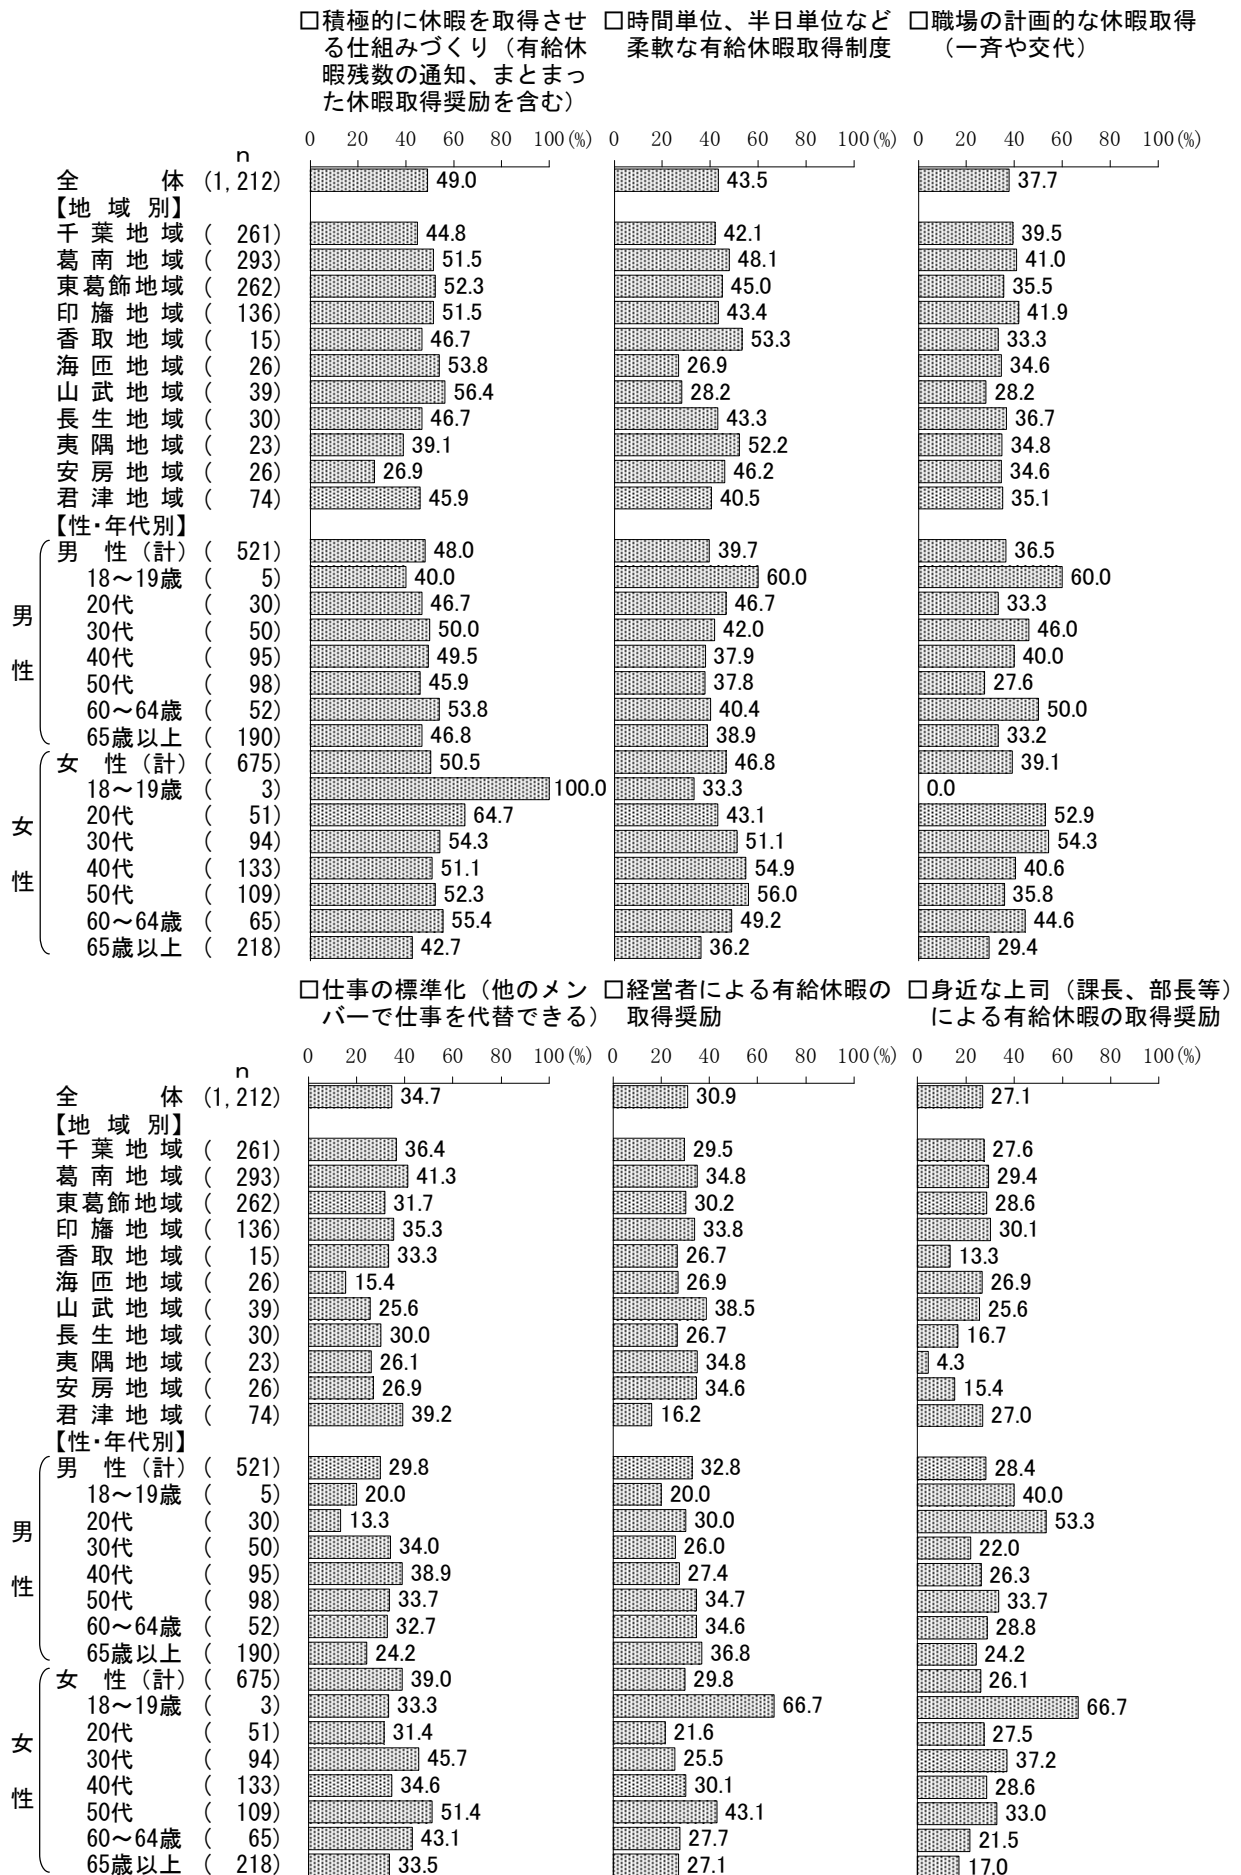 □積極的に休暇を取得させ
る仕組みづくり（有給休
暇残数の通知、まとまっ
た休暇取得奨励を含む）
□時間単位、半日単位など
柔軟な有給休暇取得制度
□職場の計画的な休暇取得
（一斉や交代）
n 0 20 40 60 80 100(%) 0 20 40 60 80 100(%) 0 20 40 60 80 100(%)
全体 (1,212) 49.0 43.5 37.7
【地域別】
千葉地域 ( 261) 44.8 42.1 39.5
葛南地域 ( 293) 51.5 48.1 41.0
東葛飾地域 ( 262) 52.3 45.0 35.5
印旛地域 ( 136) 51.5 43.4 41.9
香取地域 ( 15) 46.7 53.3 33.3
海匝地域 ( 26) 53.8 26.9 34.6
山武地域 ( 39) 56.4 28.2 28.2
長生地域 ( 30) 46.7 43.3 36.7
夷隅地域 ( 23) 39.1 52.2 34.8
安房地域 ( 26) 26.9 46.2 34.6
君津地域 ( 74) 45.9 40.5 35.1
【性・年代別】
男性
男性（計） ( 521) 48.0 39.7 36.5
18～19歳 ( 5) 40.0 60.0 60.0
20代 ( 30) 46.7 46.7 33.3
30代 ( 50) 50.0 42.0 46.0
40代 ( 95) 49.5 37.9 40.0
50代 ( 98) 45.9 37.8 27.6
60～64歳 ( 52) 53.8 40.4 50.0
65歳以上 ( 190) 46.8 38.9 33.2
女性
女性（計） ( 675) 50.5 46.8 39.1
18～19歳 ( 3) 100.0 33.3 0.0
20代 ( 51) 64.7 43.1 52.9
30代 ( 94) 54.3 51.1 54.3
40代 ( 133) 51.1 54.9 40.6
50代 ( 109) 52.3 56.0 35.8
60～64歳 ( 65) 55.4 49.2 44.6
65歳以上 ( 218) 42.7 36.2 29.4
□仕事の標準化（他のメン
バーで仕事を代替できる）
□経営者による有給休暇の
取得奨励
□身近な上司（課長、部長等）
による有給休暇の取得奨励
n 0 20 40 60 80 100(%) 0 20 40 60 80 100(%) 0 20 40 60 80 100(%)
全体 (1,212) 34.7 30.9 27.1
【地域別】
千葉地域 ( 261) 36.4 29.5 27.6
葛南地域 ( 293) 41.3 34.8 29.4
東葛飾地域 ( 262) 31.7 30.2 28.6
印旛地域 ( 136) 35.3 33.8 30.1
香取地域 ( 15) 33.3 26.7 13.3
海匝地域 ( 26) 15.4 26.9 26.9
山武地域 ( 39) 25.6 38.5 25.6
長生地域 ( 30) 30.0 26.7 16.7
夷隅地域 ( 23) 26.1 34.8 4.3
安房地域 ( 26) 26.9 34.6 15.4
君津地域 ( 74) 39.2 16.2 27.0
【性・年代別】
男性
男性（計） ( 521) 29.8 32.8 28.4
18～19歳 ( 5) 20.0 20.0 40.0
20代 ( 30) 13.3 30.0 53.3
30代 ( 50) 34.0 26.0 22.0
40代 ( 95) 38.9 27.4 26.3
50代 ( 98) 33.7 34.7 33.7
60～64歳 ( 52) 32.7 34.6 28.8
65歳以上 ( 190) 24.2 36.8 24.2
女性
女性（計） ( 675) 39.0 29.8 26.1
18～19歳 ( 3) 33.3 66.7 66.7
20代 ( 51) 31.4 21.6 27.5
30代 ( 94) 45.7 25.5 37.2
40代 ( 133) 34.6 30.1 28.6
50代 ( 109) 51.4 43.1 33.0
60～64歳 ( 65) 43.1 27.7 21.5
65歳以上 ( 218) 33.5 27.1 17.0